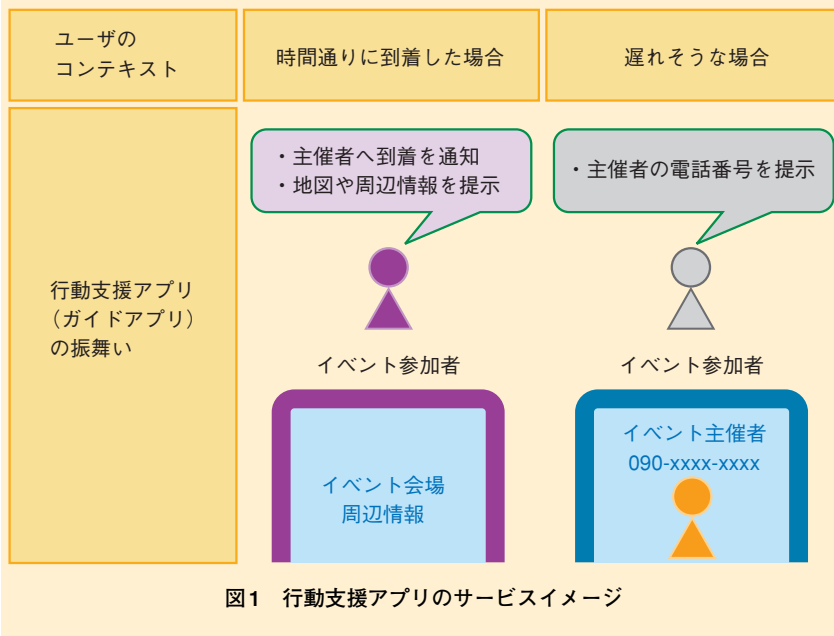 ユーザの
コンテキスト
時間通りに到着した場合
遅れそうな場合
行動支援アプリ
（ガイドアプリ）
の振舞い
・主催者へ到着を通知
・地図や周辺情報を提示
イベント参加者
イベント会場
周辺情報
・主催者の電話番号を提示
イベント参加者
イベント主催者
090-xxxx-xxxx
図1 行動支援アプリのサービスイメージ